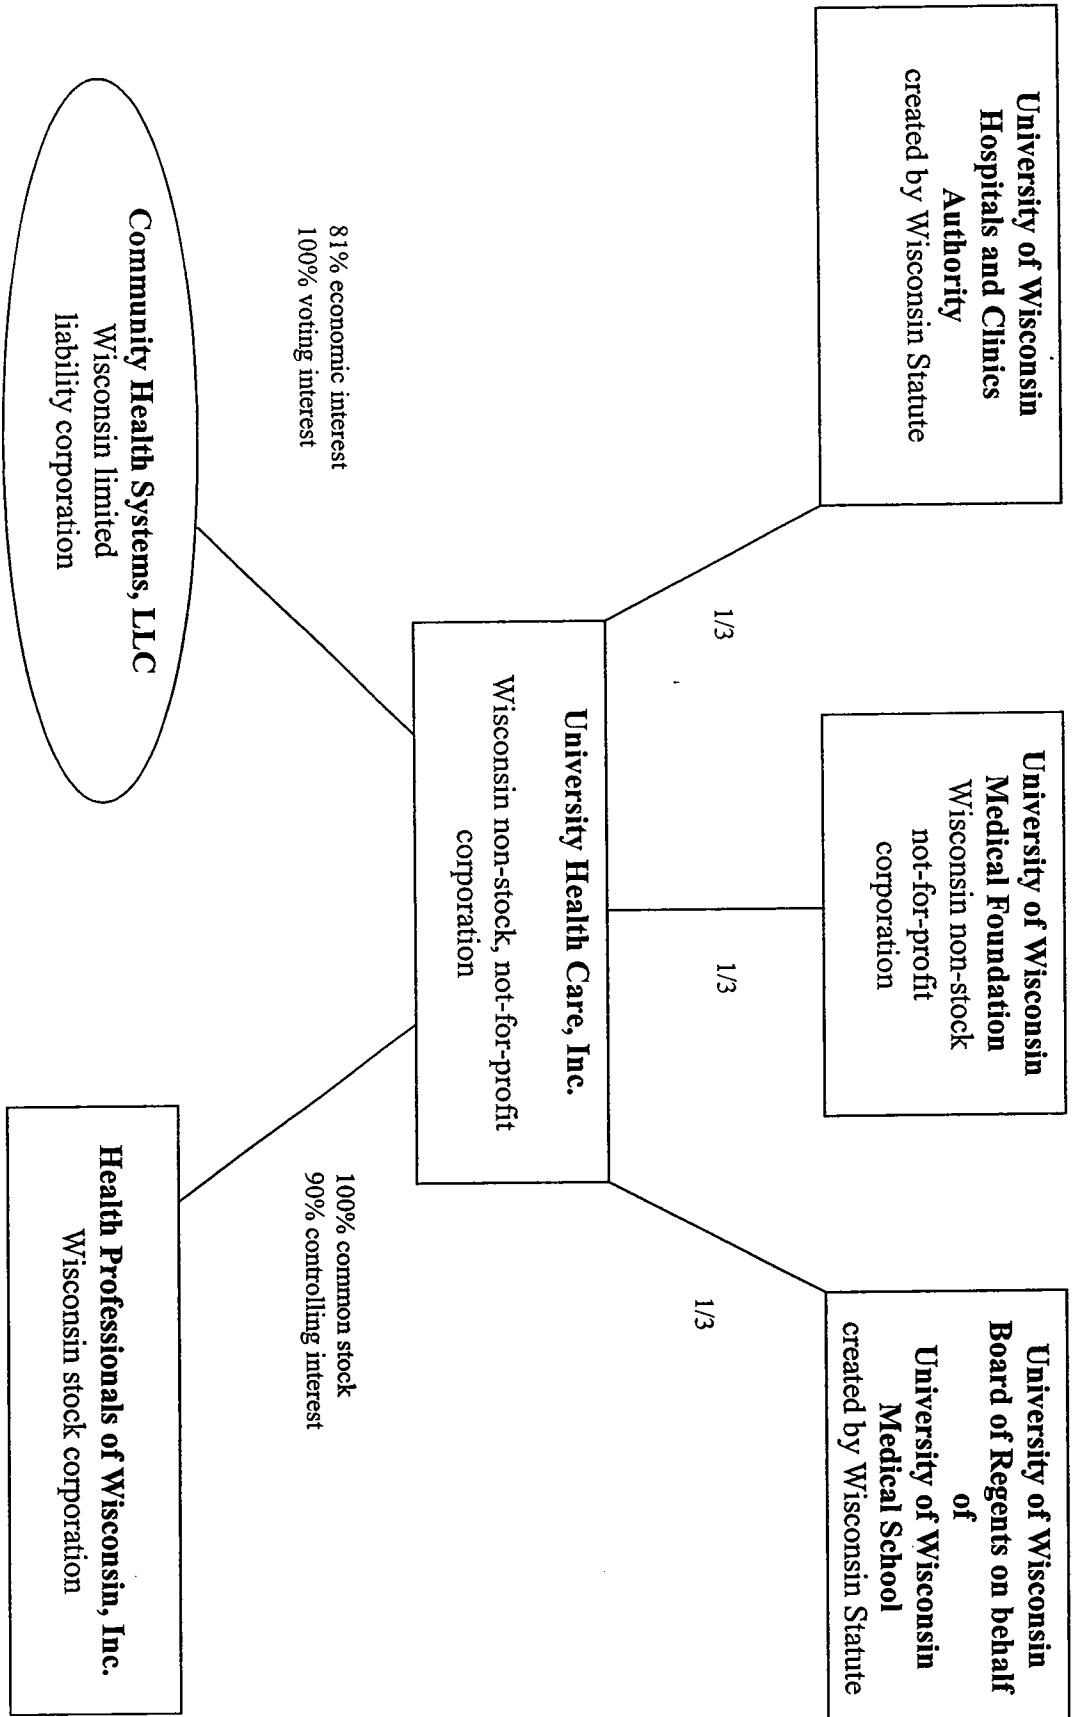 University of Wisconsin
Hospitals and Clinics
Authority
created by Wisconsin Statute
University of Wisconsin
Medical Foundation
Wisconsin non-stock
not-for-profit
corporation
University of Wisconsin
Board of Regents on behalf
of
University of Wisconsin
Medical School
created by Wisconsin Statute
1/3
1/3
1/3
University Health Care, Inc.
Wisconsin non-stock, not-for-profit
corporation
81% economic interest
100% voting interest
100% common stock
90% controlling interest
Community Health Systems, LLC
Wisconsin limited
liability corporation
Health Professionals of Wisconsin, Inc.
Wisconsin stock corporation